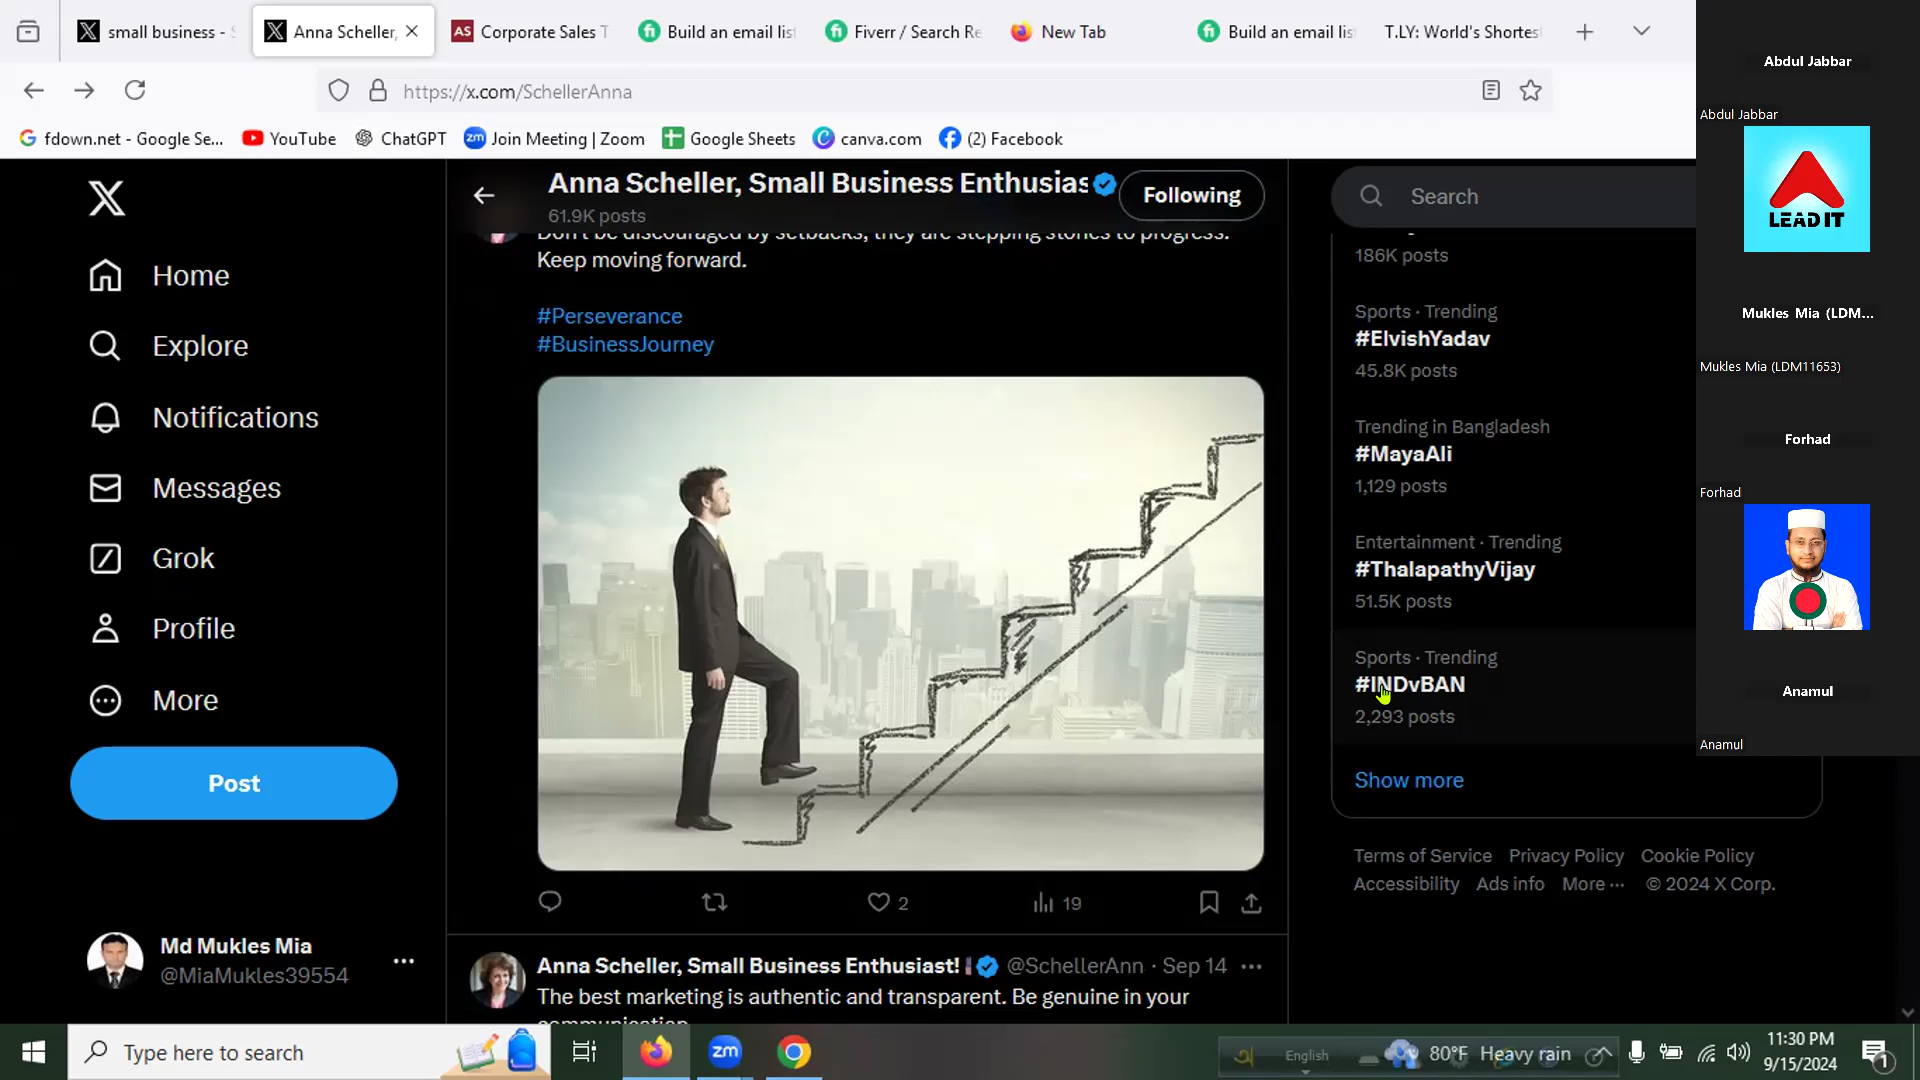 small business -
Anna Scheller,
AS
Corporate Sales T
Build an email lis
Fiverr / Search Re
New Tab
Build an email lis
T.LY: World's Shortes
https://x.com/SchellerAnna
fdown.net - Google Se...
YouTube
ChatGPT
zm
Join Meeting | Zoom
Google Sheets
canva.com
(2) Facebook
Home
Explore
Notifications
Messages
Grok
Profile
More
Post
Md Mukles Mia
@MiaMukles39554
Anna Scheller, Small Business Enthusias
61.9K posts
Following
Don't be discouraged by setbacks, they are stepping stones to progress.
Keep moving forward.
#Perseverance
#BusinessJourney
2
19
Anna Scheller, Small Business Enthusiast!
@SchellerAnn · Sep 14
The best marketing is authentic and transparent. Be genuine in your
communication
Search
186K posts
Sports · Trending
#ElvishYadav
45.8K posts
Trending in Bangladesh
#MayaAli
1,129 posts
Entertainment · Trending
#ThalapathyVijay
51.5K posts
Sports · Trending
#INDvBAN
2,293 posts
Show more
Terms of Service Privacy Policy Cookie Policy
Accessibility Ads info More ··· © 2024 X Corp.
Abdul Jabbar
Abdul Jabbar
LEAD IT
Mukles Mia (LDM...
Mukles Mia (LDM11653)
Forhad
Forhad
Anamul
Anamul
Type here to search
zm
English
80°F Heavy rain
11:30 PM
9/15/2024
1